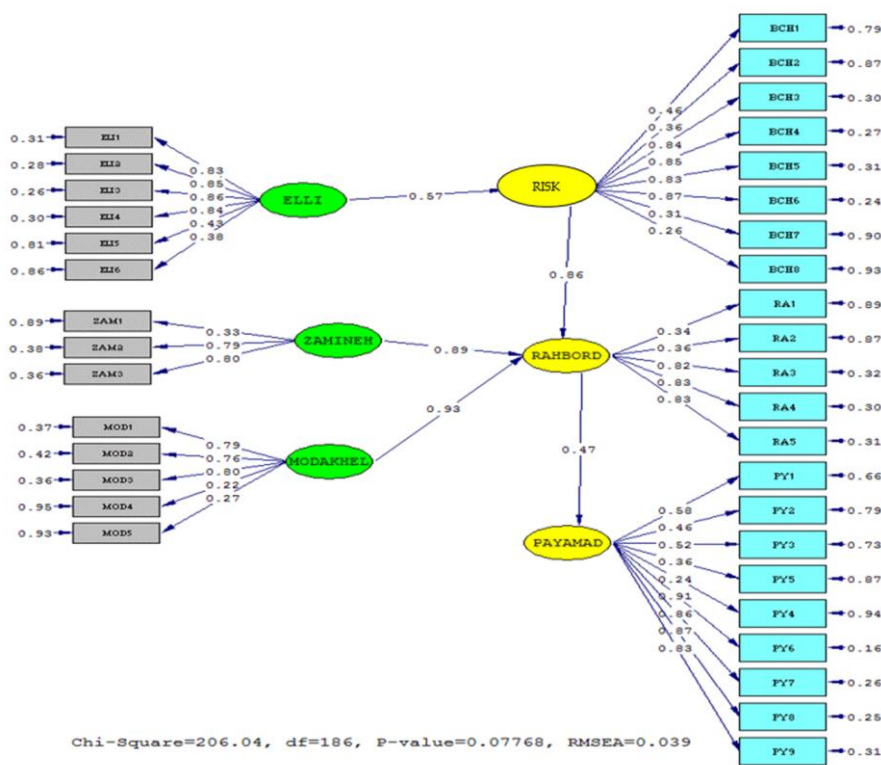 BCH1 0.79
BCH2 0.87
BCH3 0.30
BCH4 0.27
BCH5 0.31
BCH6 0.24
BCH7 0.90
BCH8 0.93
0.46
0.36
0.84
0.85
0.83
0.87
0.31
0.26
0.31 ELI1
0.28 ELI2
0.26 ELI3
0.30 ELI4
0.81 ELI5
0.86 ELI6
0.83
0.85
0.86
0.84
0.43
0.38
ELLI
0.57
RISK
0.86
0.89 ZAM1
0.38 ZAM2
0.36 ZAM3
0.33
0.79
0.80
ZAMINEH
0.89
RAHBORD
0.34
0.36
0.82
0.83
0.83
RA1 0.89
RA2 0.87
RA3 0.32
RA4 0.30
RA5 0.31
0.37 MOD1
0.42 MOD2
0.36 MOD3
0.95 MOD4
0.93 MOD5
0.79
0.76
0.80
0.22
0.27
MODAKHEL
0.93
0.47
PAYAMAD
0.58
0.46
0.52
0.36
0.24
0.91
0.86
0.87
0.83
PY1 0.66
PY2 0.79
PY3 0.73
PY5 0.87
PY4 0.94
PY6 0.16
PY7 0.26
PY8 0.25
PY9 0.31
Chi-Square=206.04, df=186, P-value=0.07768, RMSEA=0.039